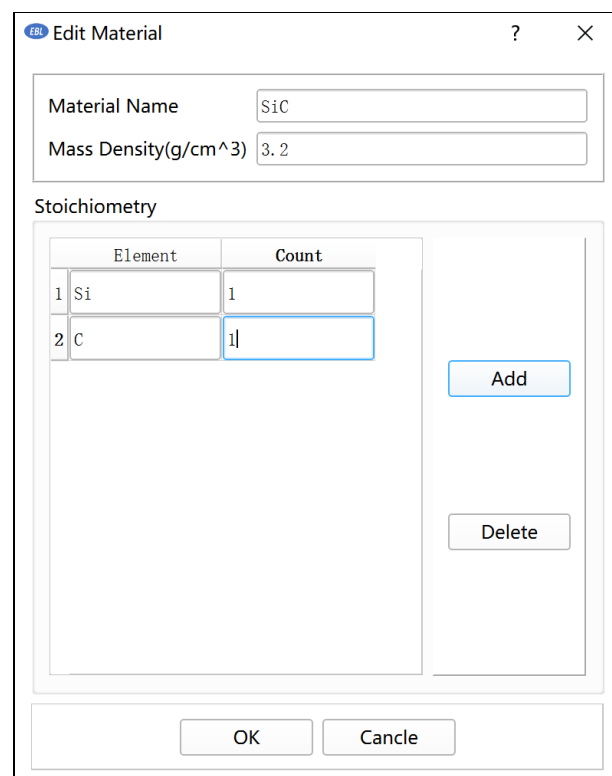 EBL Edit Material ? ×
Material Name SiC
Mass Density(g/cm^3) 3.2
Stoichiometry
Element Count
1 Si 1
2 C 1
Add
Delete
OK Cancle